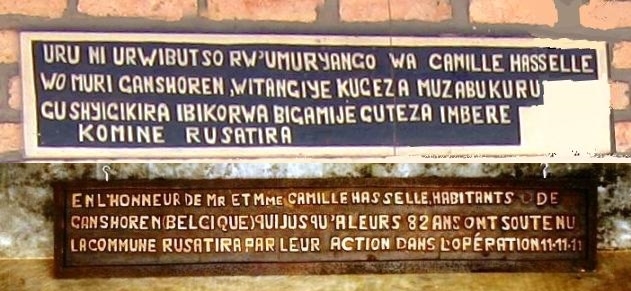 URU NI URWIBUTSO RW'UMURYANGO WA CAMILLE HASSELLE
WO MURI GANSHOREN, WITANGIYE KUGEZA MUZABUKURU
GUSHYIGIKIRA IBIKORWA BIGAMIJE GUTEZA IMBERE
KOMINE RUSATIRA
EN L'HONNEUR DE MR ET MME CAMILLE HASSELLE, HABITANTS DE
GANSHOREN (BELGIQUE) QUI JUSQU'A LEURS 82 ANS ONT SOUTENU
LA COMMUNE RUSATIRA PAR LEUR ACTION DANS L'OPÉRATION 11-11-11